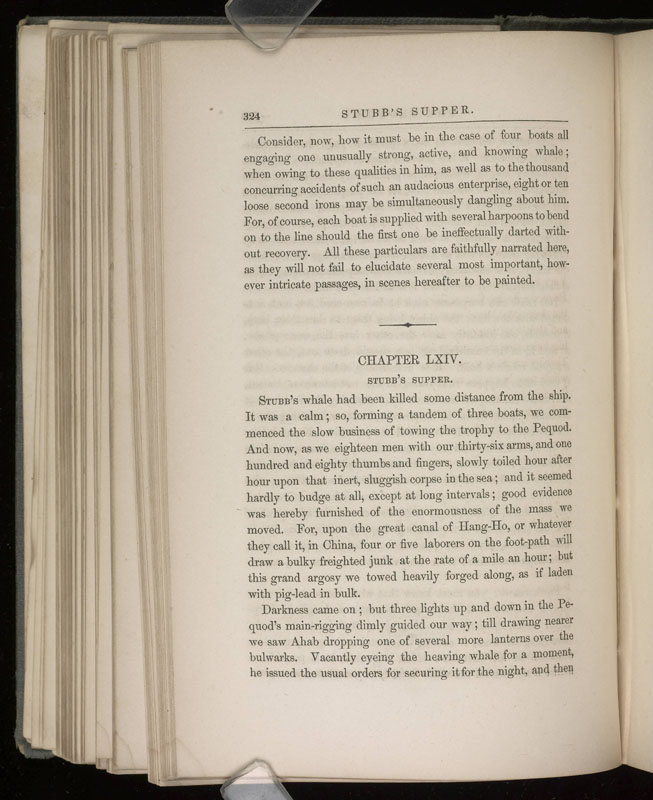 324 STUBB'S SUPPER.
Consider, now, how it must be in the case of four boats all
engaging one unusually strong, active, and knowing whale;
when owing to these qualities in him, as well as to the thousand
concurring accidents of such an audacious enterprise, eight or ten
loose second irons may be simultaneously dangling about him.
For, of course, each boat is supplied with several harpoons to bend
on to the line should the first one be ineffectually darted with-
out recovery. All these particulars are faithfully narrated here,
as they will not fail to elucidate several most important, how-
ever intricate passages, in scenes hereafter to be painted.
CHAPTER LXIV.
STUBB'S SUPPER.
STUBB'S whale had been killed some distance from the ship.
It was a calm; so, forming a tandem of three boats, we com-
menced the slow business of towing the trophy to the Pequod.
And now, as we eighteen men with our thirty-six arms, and one
hundred and eighty thumbs and fingers, slowly toiled hour after
hour upon that inert, sluggish corpse in the sea; and it seemed
hardly to budge at all, except at long intervals; good evidence
was hereby furnished of the enormousness of the mass we
moved. For, upon the great canal of Hang-Ho, or whatever
they call it, in China, four or five laborers on the foot-path will
draw a bulky freighted junk at the rate of a mile an hour; but
this grand argosy we towed heavily forged along, as if laden
with pig-lead in bulk.
Darkness came on; but three lights up and down in the Pe-
quod's main-rigging dimly guided our way; till drawing nearer
we saw Ahab dropping one of several more lanterns over the
bulwarks. Vacantly eyeing the heaving whale for a moment,
he issued the usual orders for securing it for the night, and then